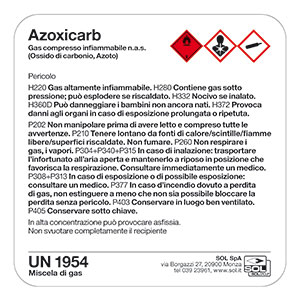 Azoxicarb
Gas compresso infiammabile n.a.s.
(Ossido di carbonio, Azoto)
Pericolo
H220 Gas altamente infiammabile. H280 Contiene gas sotto
pressione; può esplodere se riscaldato. H332 Nocivo se inalato.
H360D Può danneggiare i bambini non ancora nati. H372 Provoca
danni agli organi in caso di esposizione prolungata o ripetuta.
P202 Non manipolare prima di avere letto e compreso tutte le
avvertenze. P210 Tenere lontano da fonti di calore/scintille/fiamme
libere/superfici riscaldate. Non fumare. P260 Non respirare i
gas, i vapori. P304+P340+P315 In caso di inalazione: trasportare
l'infortunato all'aria aperta e mantenerlo a riposo in posizione che
favorisca la respirazione. Consultare immediatamente un medico.
P308+P313 In caso di esposizione o di possibile esposizione:
consultare un medico. P377 In caso d'incendio dovuto a perdita
di gas, non estinguere a meno che non sia possibile bloccare la
perdita senza pericolo. P403 Conservare in luogo ben ventilato.
P405 Conservare sotto chiave.
In alta concentrazione può provocare asfissia.
Non svuotare completamente il recipiente
UN 1954
Miscela di gas
SOL SpA
via Borgazzi 27, 20900 Monza
tel 039 23961, www.sol.it
SOL